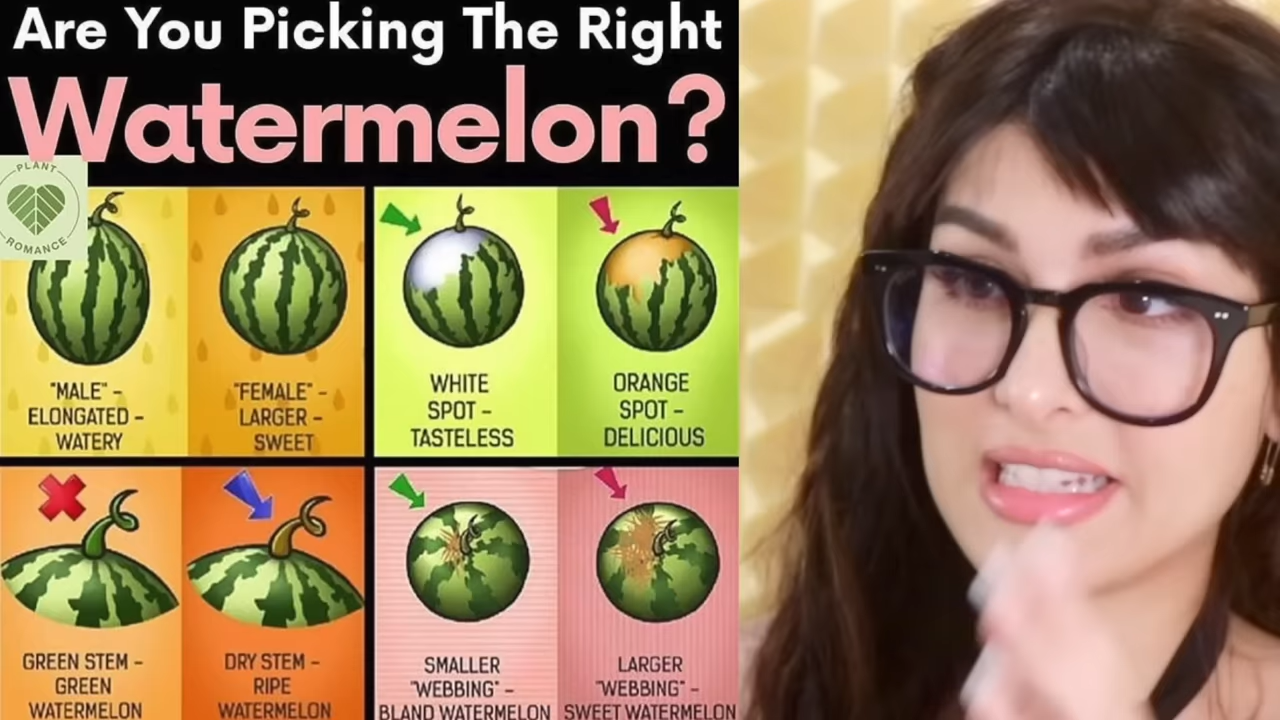 Are You Picking The Right
Watermelon?
PLANT
ROMANCE
"MALE" –
ELONGATED –
WATERY
"FEMALE" –
LARGER –
SWEET
WHITE
SPOT –
TASTELESS
ORANGE
SPOT –
DELICIOUS
GREEN STEM –
GREEN
WATERMELON
DRY STEM –
RIPE
WATERMELON
SMALLER
"WEBBING" –
BLAND WATERMELON
LARGER
"WEBBING" –
SWEET WATERMELON